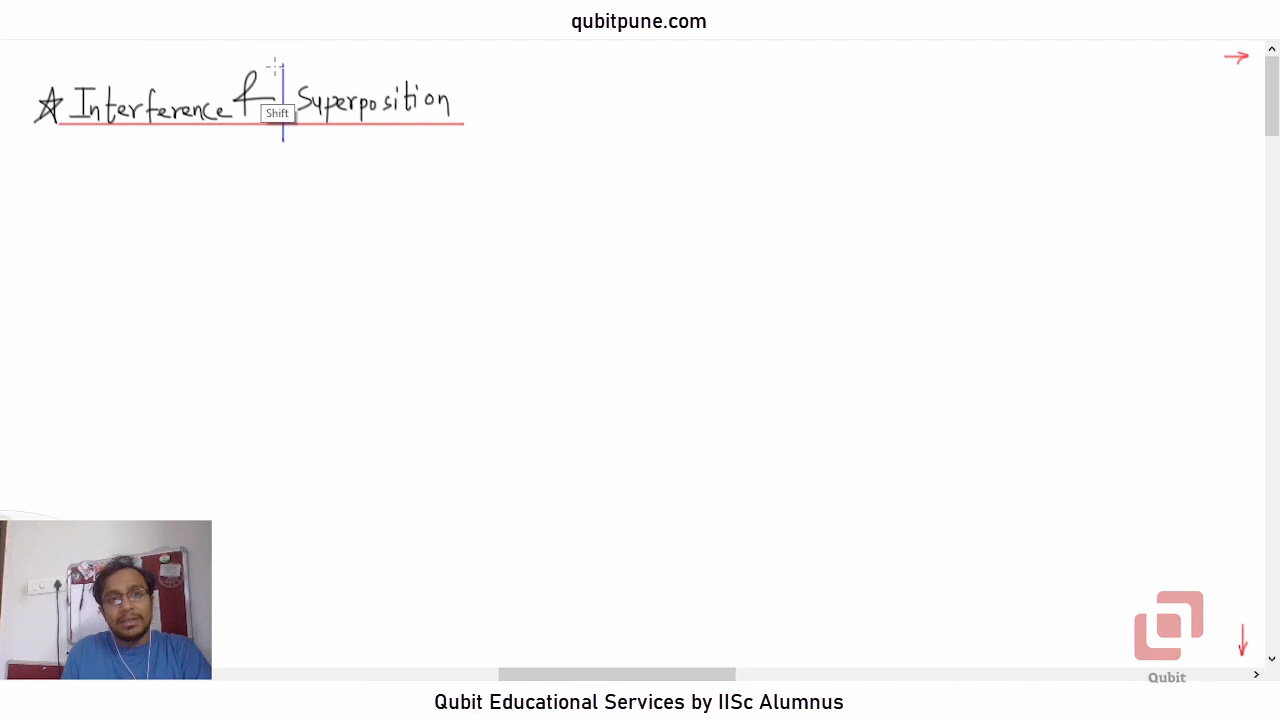 qubitpune.com
☆ Interference & Superposition
Shift
Qubit
Qubit Educational Services by IISc Alumnus